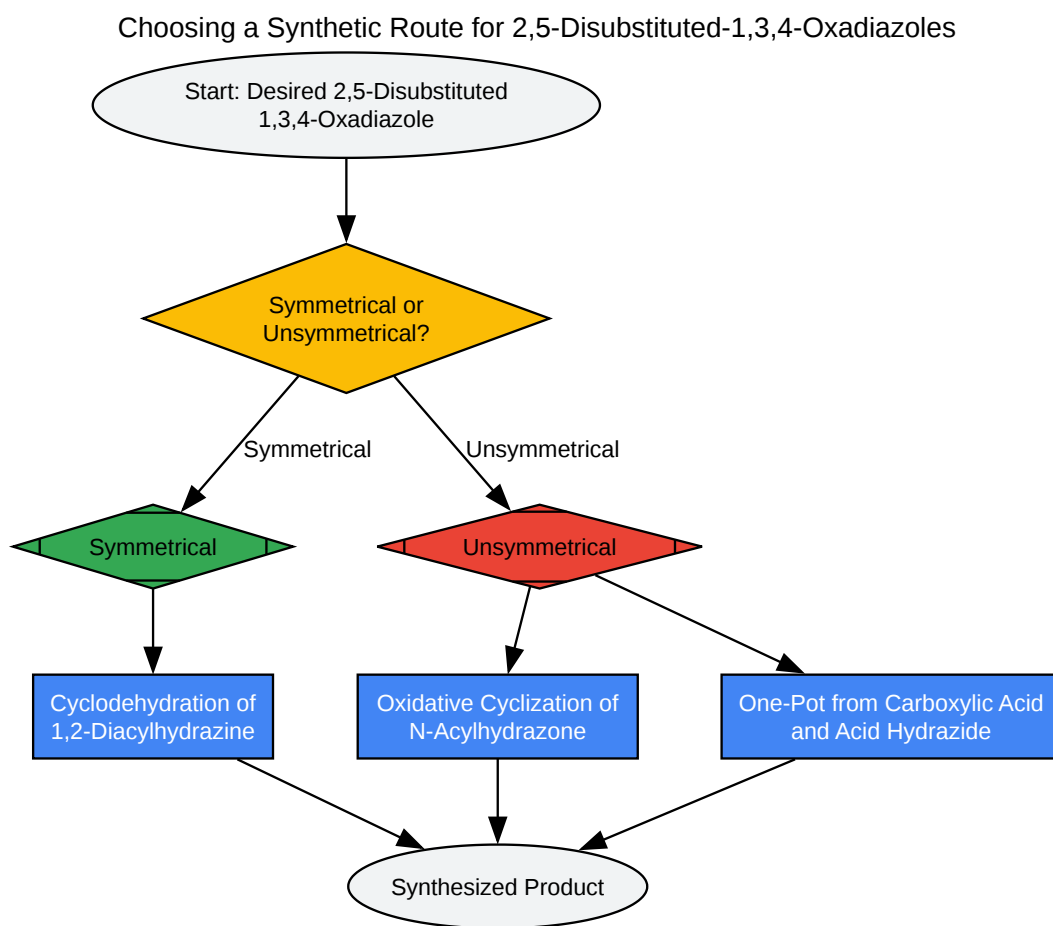 Choosing a Synthetic Route for 2,5-Disubstituted-1,3,4-Oxadiazoles
Start: Desired 2,5-Disubstituted
1,3,4-Oxadiazole
Symmetrical or
Unsymmetrical?
Symmetrical
Unsymmetrical
Symmetrical
Unsymmetrical
Cyclodehydration of
1,2-Diacylhydrazine
Oxidative Cyclization of
N-Acylhydrazone
One-Pot from Carboxylic Acid
and Acid Hydrazide
Synthesized Product